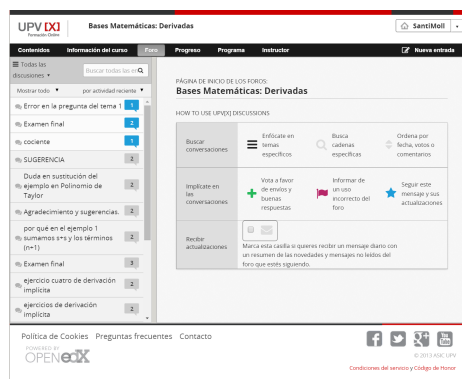 UPV [X]
Formación Online
Bases Matemáticas: Derivadas
SantiMoll
Contenidos Información del curso Foro Progreso Programa Instructor Nueva entrada
Todas las discusiones
Buscar todas las en
Mostrar todo por actividad reciente
Error en la pregunta del tema 1 1
Examen final 2
cociente 1
SUGERENCIA 2
Duda en sustitución del
ejemplo en Polinomio de 2
Taylor
Agradecimiento y sugerencias. 2
por qué en el ejemplo 1
sumamos s+s y los términos 2
(n+1)
Examen final 3
ejercicio cuatro de derivación 2
implicita
ejercicios de derivación 2
implicita
PÁGINA DE INICIO DE LOS FOROS:
Bases Matemáticas: Derivadas
HOW TO USE UPV[X] DISCUSSIONS
Buscar
conversaciones
Enfócate en
temas
específicos
Busca
cadenas
específicas
Ordena por
fecha, votos o
comentarios
Implícate en
las
conversaciones
Vota a favor
de envíos y
buenas
respuestas
Informar de
un uso
incorrecto del
foro
Seguir este
mensaje y sus
actualizaciones
Recibir
actualizaciones
Marca esta casilla si quieres recibir un mensaje diario con
un resumen de las novedades y mensajes no leídos del
foro que estés siguiendo.
Política de Cookies Preguntas frecuentes Contacto
POWERED BY
OPEN edX
© 2013 ASIC UPV
Condiciones del servicio y Código de Honor